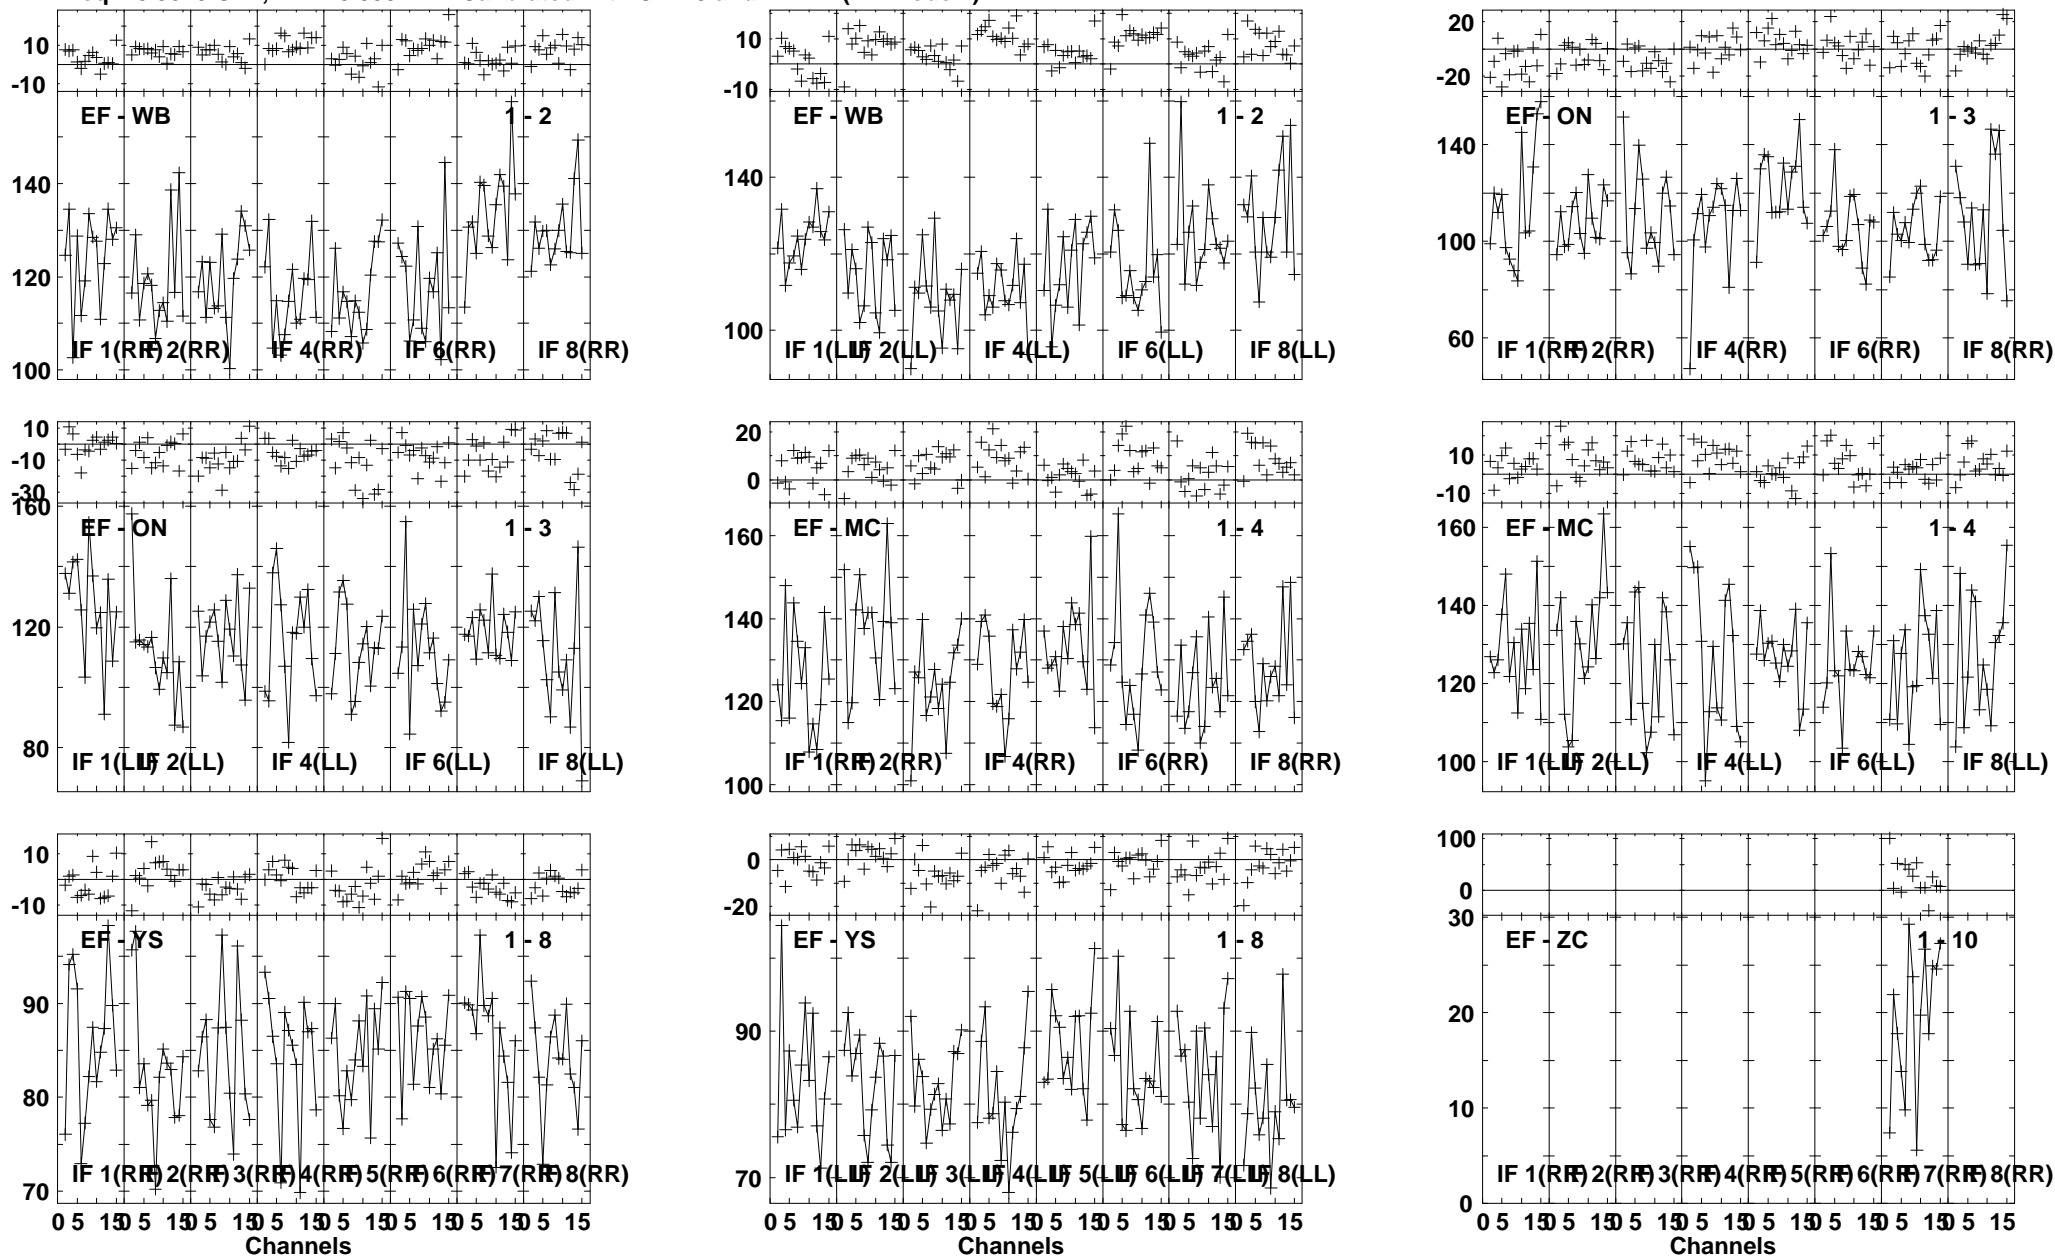 10
-10
EF - WB
1 - 2
140
120
100
IF 1(RR) IF 2(RR) IF 4(RR) IF 6(RR) IF 8(RR)
10
-10
EF - WB
1 - 2
140
100
IF 1(LL) IF 2(LL) IF 4(LL) IF 6(LL) IF 8(LL)
20
-20
EF - ON
1 - 3
140
100
60
IF 1(RR) IF 2(RR) IF 4(RR) IF 6(RR) IF 8(RR)
10
-10
-30
160
EF - ON
1 - 3
120
80
IF 1(LL) IF 2(LL) IF 4(LL) IF 6(LL) IF 8(LL)
20
0
EF - MC
1 - 4
160
140
120
100
IF 1(RR) IF 2(RR) IF 4(RR) IF 6(RR) IF 8(RR)
10
-10
EF - MC
1 - 4
160
140
120
100
IF 1(LL) IF 2(LL) IF 4(LL) IF 6(LL) IF 8(LL)
10
-10
EF - YS
1 - 8
90
80
70
IF 1(RR) IF 2(RR) IF 3(RR) IF 4(RR) IF 5(RR) IF 6(RR) IF 7(RR) IF 8(RR)
0 5 15 0 5 15 0 5 15 0 5 15 0 5 15 0 5 15 0 5 15 0 5 15
Channels
0
-20
EF - YS
1 - 8
90
70
IF 1(LL) IF 2(LL) IF 3(LL) IF 4(LL) IF 5(LL) IF 6(LL) IF 7(LL) IF 8(LL)
0 5 15 0 5 15 0 5 15 0 5 15 0 5 15 0 5 15 0 5 15 0 5 15
Channels
100
0
30
EF - ZC
1 - 10
20
10
0
IF 1(RR) IF 2(RR) IF 3(RR) IF 4(RR) IF 5(RR) IF 6(RR) IF 7(RR) IF 8(RR)
0 5 15 0 5 15 0 5 15 0 5 15 0 5 15 0 5 15 0 5 15 0 5 15
Channels